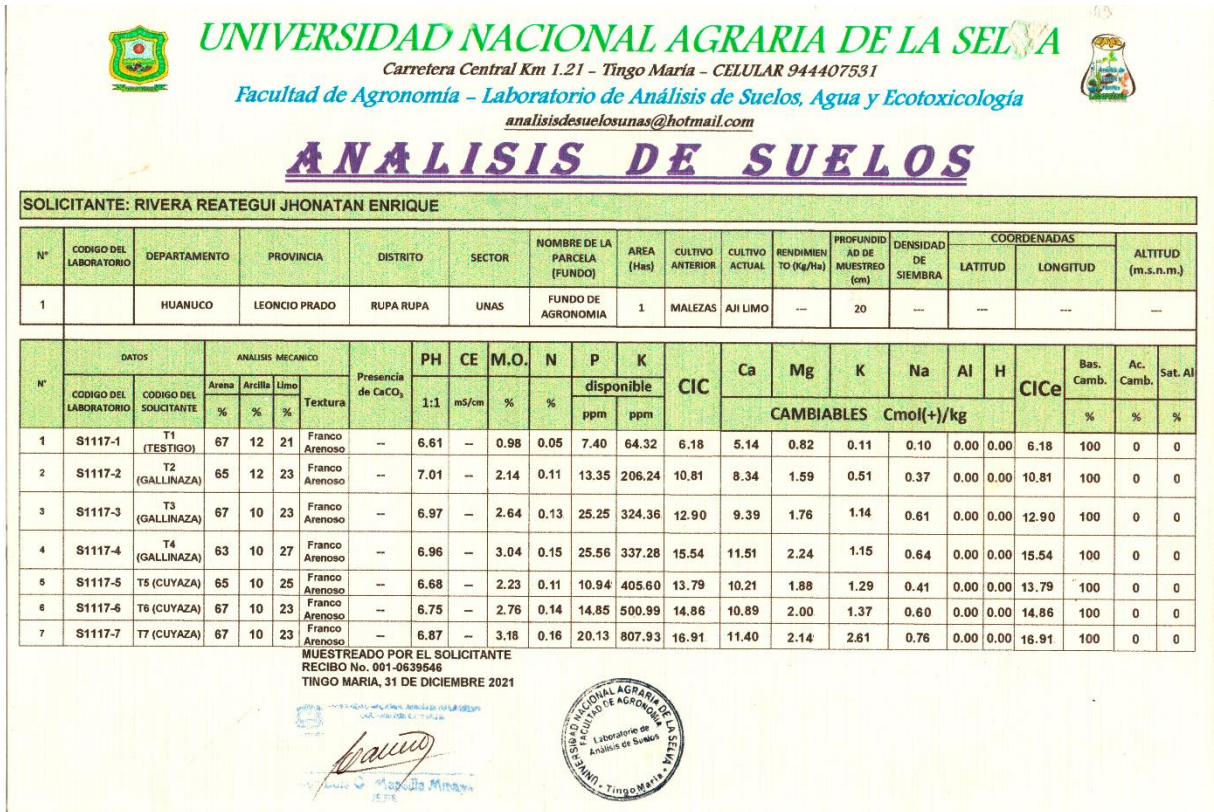 UNIVERSIDAD NACIONAL AGRARIA DE LA SELVA
Carretera Central Km 1.21 - Tingo María - CELULAR 944407531
Facultad de Agronomía - Laboratorio de Análisis de Suelos, Agua y Ecotoxicología
analisisdesuelosunas@hotmail.com
ANALISIS DE SUELOS
SOLICITANTE: RIVERA REATEGUI JHONATAN ENRIQUE
N° CODIGO DEL LABORATORIO DEPARTAMENTO PROVINCIA DISTRITO SECTOR NOMBRE DE LA PARCELA (FUNDO) AREA (Has) CULTIVO ANTERIOR CULTIVO ACTUAL RENDIMIEN TO (Kg/Ha) PROFUNDID AD DE MUESTREO (cm) DENSIDAD DE SIEMBRA COORDENADAS LATITUD LONGITUD ALTITUD (m.s.n.m.)
1 HUANUCO LEONCIO PRADO RUPA RUPA UNAS FUNDO DE AGRONOMIA 1 MALEZAS AJI LIMO --- 20 --- --- --- ---
N° DATOS ANALISIS MECANICO Presencia de CaCO₃ PH CE M.O. N P K CIC Ca Mg K Na Al H CICe Bas. Camb. Ac. Camb. Sat. Al
CODIGO DEL LABORATORIO CODIGO DEL SOLICITANTE Arena Arcilla Limo Textura disponible
% % % 1:1 mS/cm % % ppm ppm CAMBIABLES Cmol(+)/kg % % %
1 S1117-1 T1 (TESTIGO) 67 12 21 Franco Arenoso -- 6.61 -- 0.98 0.05 7.40 64.32 6.18 5.14 0.82 0.11 0.10 0.00 0.00 6.18 100 0 0
2 S1117-2 T2 (GALLINAZA) 65 12 23 Franco Arenoso -- 7.01 -- 2.14 0.11 13.35 206.24 10.81 8.34 1.59 0.51 0.37 0.00 0.00 10.81 100 0 0
3 S1117-3 T3 (GALLINAZA) 67 10 23 Franco Arenoso -- 6.97 -- 2.64 0.13 25.25 324.36 12.90 9.39 1.76 1.14 0.61 0.00 0.00 12.90 100 0 0
4 S1117-4 T4 (GALLINAZA) 63 10 27 Franco Arenoso -- 6.96 -- 3.04 0.15 25.56 337.28 15.54 11.51 2.24 1.15 0.64 0.00 0.00 15.54 100 0 0
5 S1117-5 T5 (CUYAZA) 65 10 25 Franco Arenoso -- 6.68 -- 2.23 0.11 10.94 405.60 13.79 10.21 1.88 1.29 0.41 0.00 0.00 13.79 100 0 0
6 S1117-6 T6 (CUYAZA) 67 10 23 Franco Arenoso -- 6.75 -- 2.76 0.14 14.85 500.99 14.86 10.89 2.00 1.37 0.60 0.00 0.00 14.86 100 0 0
7 S1117-7 T7 (CUYAZA) 67 10 23 Franco Arenoso -- 6.87 -- 3.18 0.16 20.13 807.93 16.91 11.40 2.14 2.61 0.76 0.00 0.00 16.91 100 0 0
MUESTREADO POR EL SOLICITANTE
RECIBO No. 001-0639546
TINGO MARIA, 31 DE DICIEMBRE 2021
UNIVERSIDAD NACIONAL AGRARIA DE LA SELVA
FACULTAD DE AGRONOMIA
Laboratorio de
Análisis de Suelos
Tingo María